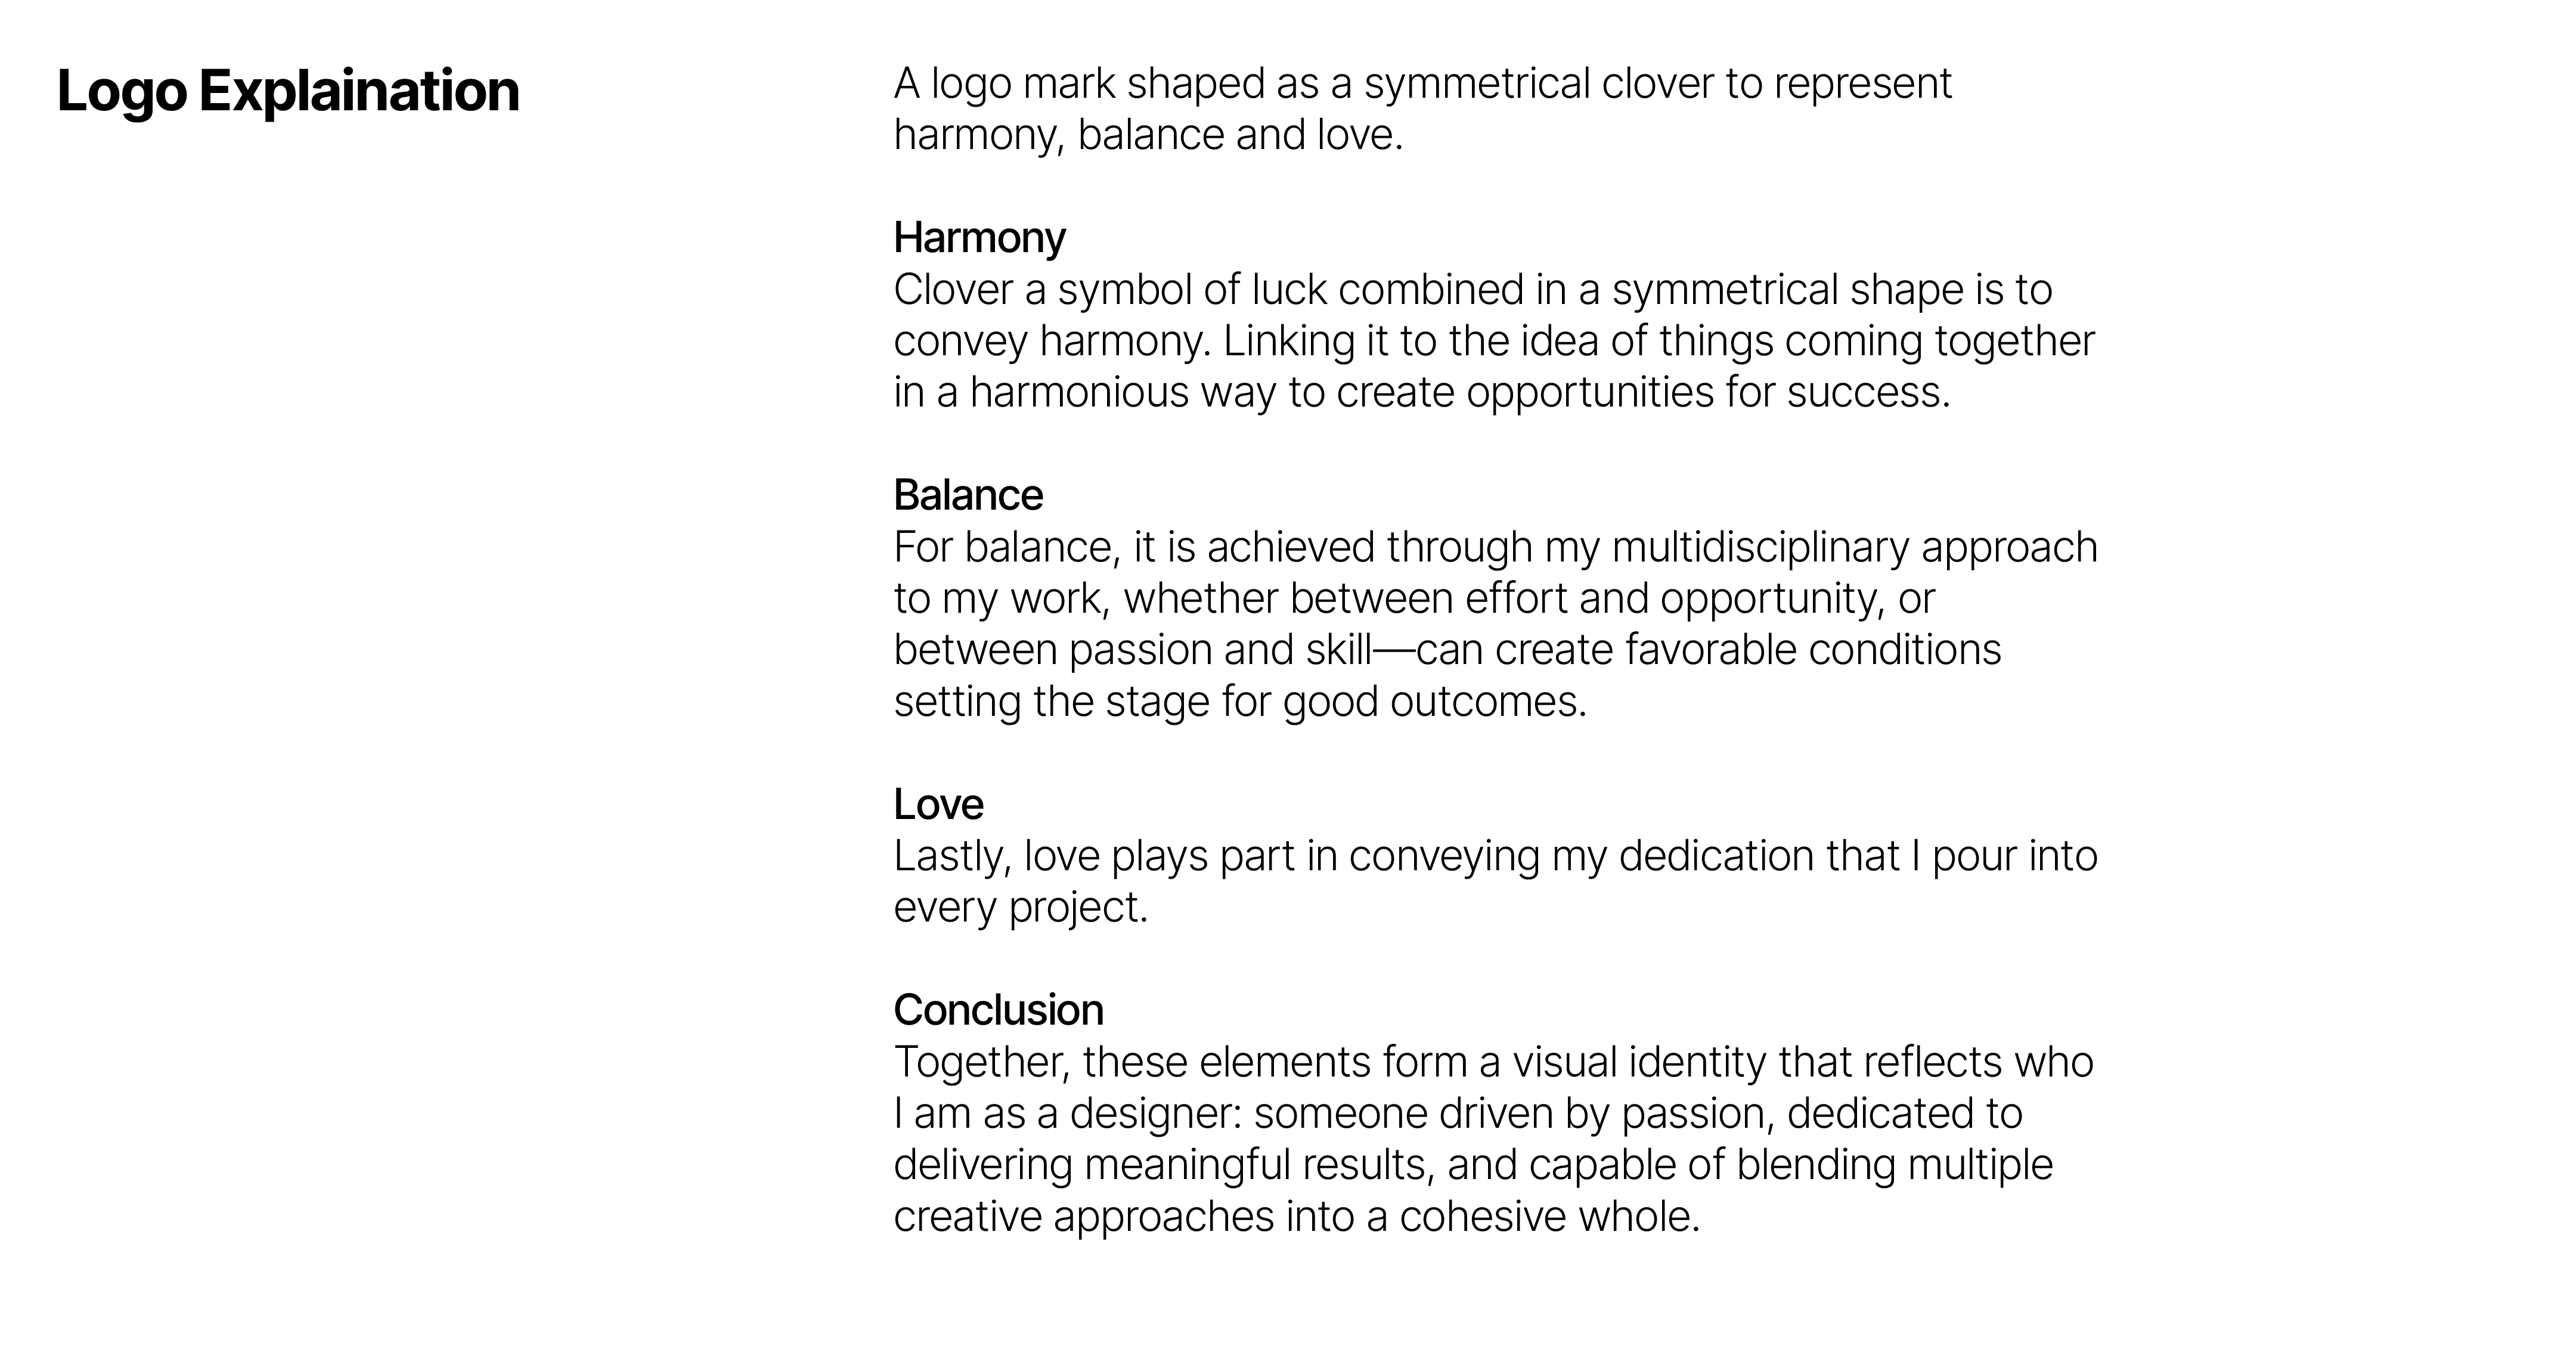 Logo Explaination
A logo mark shaped as a symmetrical clover to represent
harmony, balance and love.
Harmony
Clover a symbol of luck combined in a symmetrical shape is to
convey harmony. Linking it to the idea of things coming together
in a harmonious way to create opportunities for success.
Balance
For balance, it is achieved through my multidisciplinary approach
to my work, whether between effort and opportunity, or
between passion and skill—can create favorable conditions
setting the stage for good outcomes.
Love
Lastly, love plays part in conveying my dedication that I pour into
every project.
Conclusion
Together, these elements form a visual identity that reflects who
I am as a designer: someone driven by passion, dedicated to
delivering meaningful results, and capable of blending multiple
creative approaches into a cohesive whole.